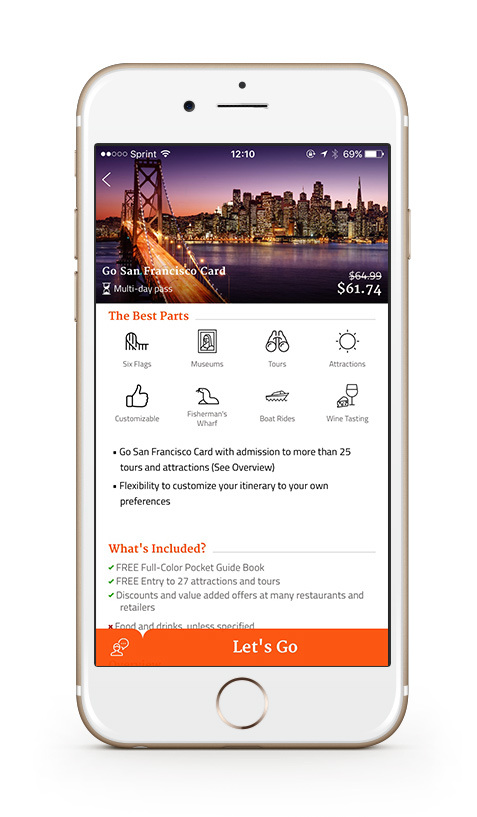 Sprint 12:10 69%
Go San Francisco Card
$64.99
Multi-day pass
$61.74
The Best Parts
Six Flags Museums Tours Attractions
Customizable Fisherman's Boat Rides Wine Tasting
Wharf
• Go San Francisco Card with admission to more than 25
tours and attractions (See Overview)
• Flexibility to customize your itinerary to your own
preferences
What's Included?
FREE Full-Color Pocket Guide Book
FREE Entry to 27 attractions and tours
Discounts and value added offers at many restaurants and
retailers
Food and drinks, unless specified
Let's Go